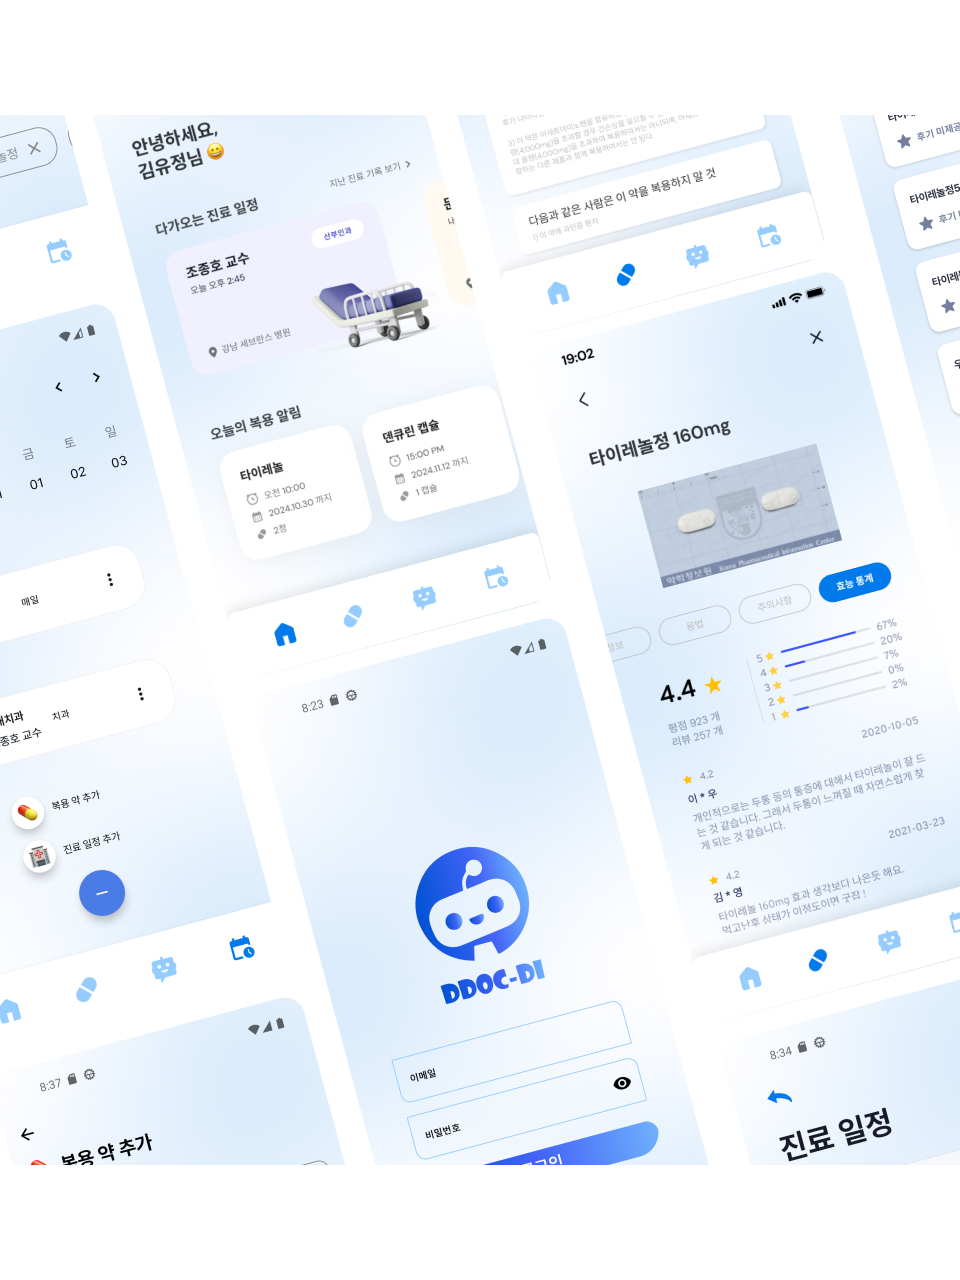 놀정
금 토 일
01 02 03
매일
치과
종호 교수
복용 약 추가
진료 일정 추가
8:37
복용 약 추가
안녕하세요,
김유정님 😀
지난 진료 기록 보기
다가오는 진료 일정
산부인과
조종호 교수
오늘 오후 2:45
강남 세브란스 병원
오늘의 복용 알림
타이레놀
오전 10:00
2024.10.30 까지
2정
덴큐린 캡슐
15:00 PM
2024.11.12 까지
1 캡슐
8:23
DDOC-DI
이메일
비밀번호
로그인
다음과 같은 사람은 이 약을 복용하지 말 것
1) 이 약에 과민증 환자
19:02
타이레놀정 160mg
약학정보원 Korea Pharmaceutical Information Center
정보
용법
주의사항
효능 통계
4.4
평점 923 개
리뷰 257 개
5 67%
4 20%
3 7%
2 0%
1 2%
2020-10-05
4.2
이 * 우
개인적으로는 두통 등의 통증에 대해서 타이레놀이 잘 드
는 것 같습니다. 그래서 두통이 느껴질 때 자연스럽게 찾
게 되는 것 같습니다.
2021-03-23
4.2
김 * 영
타이레놀 160mg 효과 생각보다 나은듯 해요.
먹고난후 상태가 이정도이면 굿잡 !
8:34
진료 일정
후기 미제공
타이레놀정5
후기
타이레놀